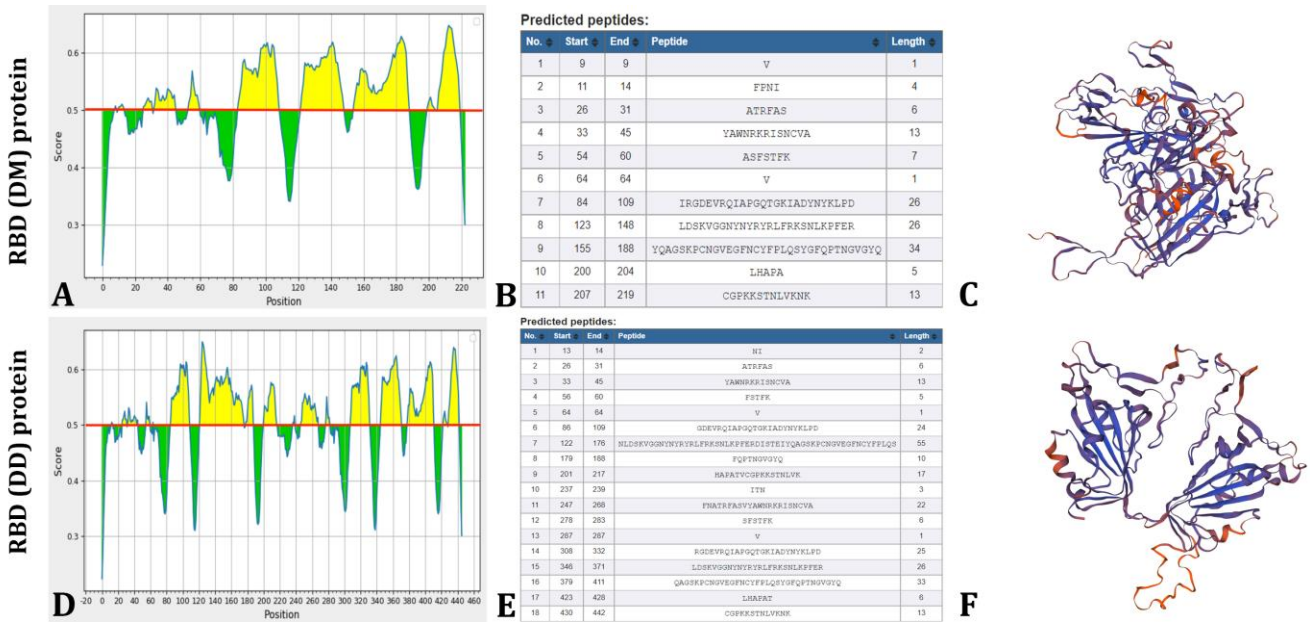 RBD (DM) protein
0.6
0.5
0.4
0.3
Score
0 20 40 60 80 100 120 140 160 180 200 220
Position
A
Predicted peptides:
No. Start End Peptide Length
1 9 9 V 1
2 11 14 FPNI 4
3 26 31 ATRFAS 6
4 33 45 YAWNRKRISNCVA 13
5 54 60 ASFSTFK 7
6 64 64 V 1
7 84 109 IRGDEVRQIAPGQTGKIADYNYKLPD 26
8 123 148 LDSKVGGNYNYRYRLFRKSNLKPFER 26
9 155 188 YQAGSKPCNGVEGFNCYFPLQSYGFQPTNGVGYQ 34
10 200 204 LHAPA 5
11 207 219 CGPKKSTNLVKNK 13
B
C
RBD (DD) protein
0.6
0.5
0.4
0.3
Score
-20 0 20 40 60 80 100 120 140 160 180 200 220 240 260 280 300 320 340 360 380 400 420 440 460
Position
D
Predicted peptides:
No. Start End Peptide Length
1 13 14 NI 2
2 26 31 ATRFAS 6
3 33 45 YAWNRKRISNCVA 13
4 56 60 FSTFK 5
5 64 64 V 1
6 86 109 GDEVRQIAPGQTGKIADYNYKLPD 24
7 122 176 NLDSKVGGNYNYRYRLFRKSNLKPFERDISTEIYQAGSKPCNGVEGFNCYFPLQS 55
8 179 188 FQPTNGVGYQ 10
9 201 217 HAPATVCGPKKSTNLVK 17
10 237 239 ITN 3
11 247 268 FNATRFASVYAWNRKRISNCVA 22
12 278 283 SFSTFK 6
13 287 287 V 1
14 308 332 RGDEVRQIAPGQTGKIADYNYKLPD 25
15 346 371 LDSKVGGNYNYRYRLFRKSNLKPFER 26
16 379 411 QAGSKPCNGVEGFNCYFPLQSYGFQPTNGVGYQ 33
17 423 428 LHAPAT 6
18 430 442 CGPKKSTNLVKNK 13
E
F